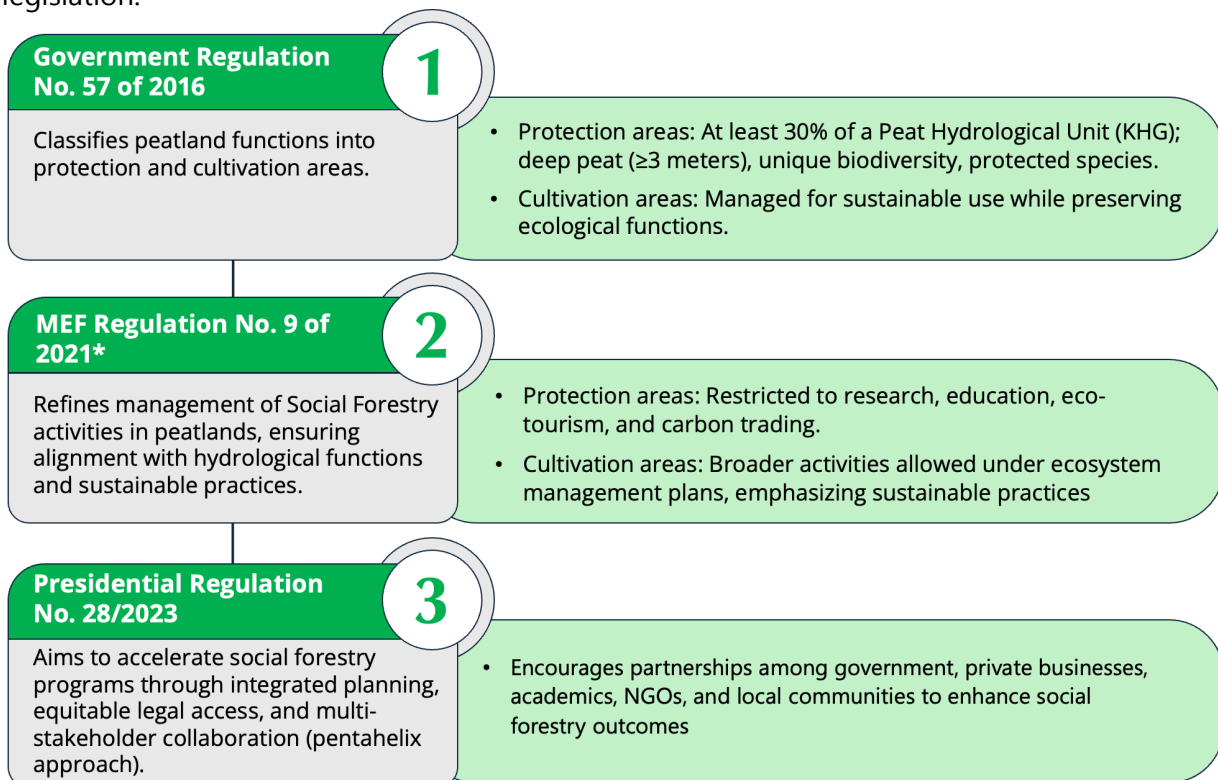 legislation.
Government Regulation
No. 57 of 2016
1
Classifies peatland functions into
protection and cultivation areas.
• Protection areas: At least 30% of a Peat Hydrological Unit (KHG);
deep peat (≥3 meters), unique biodiversity, protected species.
• Cultivation areas: Managed for sustainable use while preserving
ecological functions.
MEF Regulation No. 9 of
2021*
2
Refines management of Social Forestry
activities in peatlands, ensuring
alignment with hydrological functions
and sustainable practices.
• Protection areas: Restricted to research, education, eco-
tourism, and carbon trading.
• Cultivation areas: Broader activities allowed under ecosystem
management plans, emphasizing sustainable practices
Presidential Regulation
No. 28/2023
3
Aims to accelerate social forestry
programs through integrated planning,
equitable legal access, and multi-
stakeholder collaboration (pentahelix
approach).
• Encourages partnerships among government, private businesses,
academics, NGOs, and local communities to enhance social
forestry outcomes